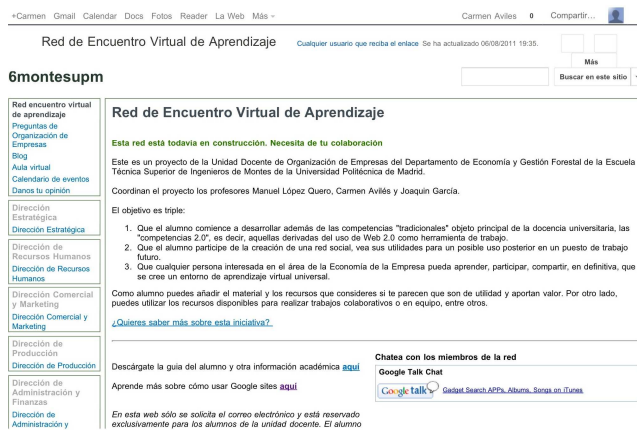 +Carmen Gmail Calendar Docs Fotos Reader La Web Más
Carmen Aviles 0 Compartir…
Red de Encuentro Virtual de Aprendizaje
Cualquier usuario que reciba el enlace Se ha actualizado 06/08/2011 19:35.
Más
6montesupm
Buscar en este sitio
Red encuentro virtual
de aprendizaje
Preguntas de
Organización de
Empresas
Blog
Aula virtual
Calendario de eventos
Danos tu opinión
Dirección
Estratégica
Dirección Estratégica
Dirección de
Recursos Humanos
Dirección de Recursos
Humanos
Dirección Comercial
y Marketing
Dirección Comercial y
Marketing
Dirección de
Producción
Dirección de Producción
Dirección de
Administración y
Finanzas
Dirección de
Administración y
Red de Encuentro Virtual de Aprendizaje
Esta red está todavia en construcción. Necesita de tu colaboración
Este es un proyecto de la Unidad Docente de Organización de Empresas del Departamento de Economía y Gestión Forestal de la Escuela
Técnica Superior de Ingenieros de Montes de la Universidad Politécnica de Madrid.
Coordinan el proyecto los profesores Manuel López Quero, Carmen Avilés y Joaquin García.
El objetivo es triple:
1. Que el alumno comience a desarrollar además de las competencias "tradicionales" objeto principal de la docencia universitaria, las
"competencias 2.0", es decir, aquellas derivadas del uso de Web 2.0 como herramienta de trabajo.
2. Que el alumno participe de la creación de una red social, vea sus utilidades para un posible uso posterior en un puesto de trabajo
futuro.
3. Que cualquier persona interesada en el área de la Economía de la Empresa pueda aprender, participar, compartir, en definitiva, que
se cree un entorno de aprendizaje virtual universal.
Como alumno puedes añadir el material y los recursos que consideres si te parecen que son de utilidad y aportan valor. Por otro lado,
puedes utilizar los recursos disponibles para realizar trabajos colaborativos o en equipo, entre otros.
¿Quieres saber más sobre esta iniciativa?
Descárgate la guia del alumno y otra información académica aquí
Aprende más sobre cómo usar Google sites aquí
En esta web sólo se solicita el correo electrónico y está reservado
exclusivamente para los alumnos de la unidad docente. El alumno
Chatea con los miembros de la red
Google Talk Chat
Google talk Gadget Search APPs, Albums, Songs on iTunes